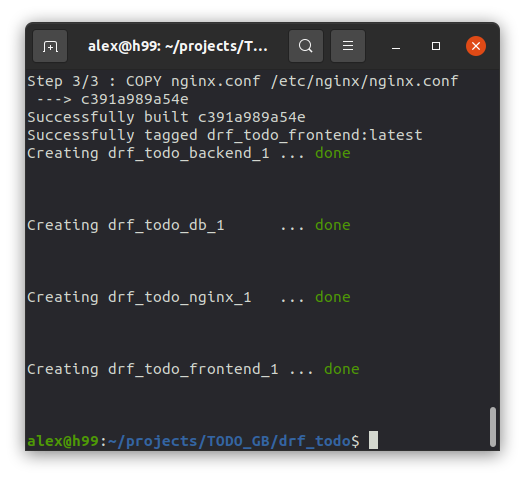 alex@h99: ~/projects/T...
Step 3/3 : COPY nginx.conf /etc/nginx/nginx.conf
 ---> c391a989a54e
Successfully built c391a989a54e
Successfully tagged drf_todo_frontend:latest
Creating drf_todo_backend_1 ... done
Creating drf_todo_db_1      ... done
Creating drf_todo_nginx_1   ... done
Creating drf_todo_frontend_1 ... done
alex@h99:~/projects/TODO_GB/drf_todo$